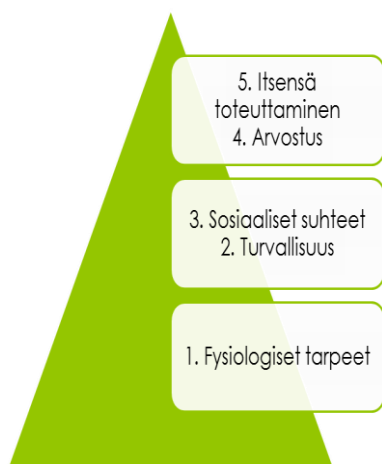 5. Itsensä
toteuttaminen
4. Arvostus
3. Sosiaaliset suhteet
2. Turvallisuus
1. Fysiologiset tarpeet